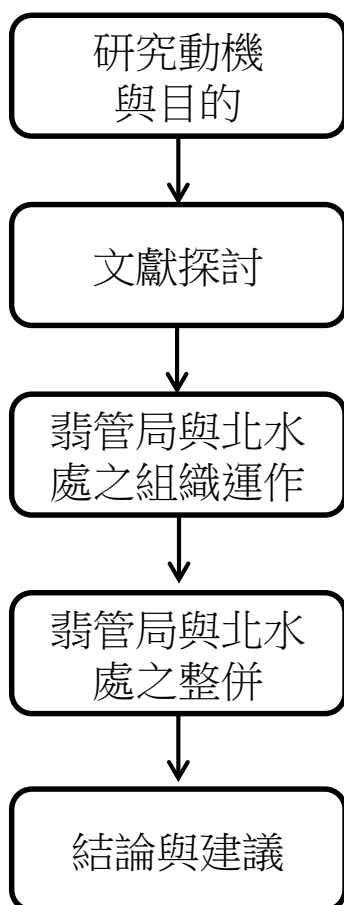 研究動機
與目的
文獻探討
翡管局與北水
處之組織運作
翡管局與北水
處之整併
結論與建議